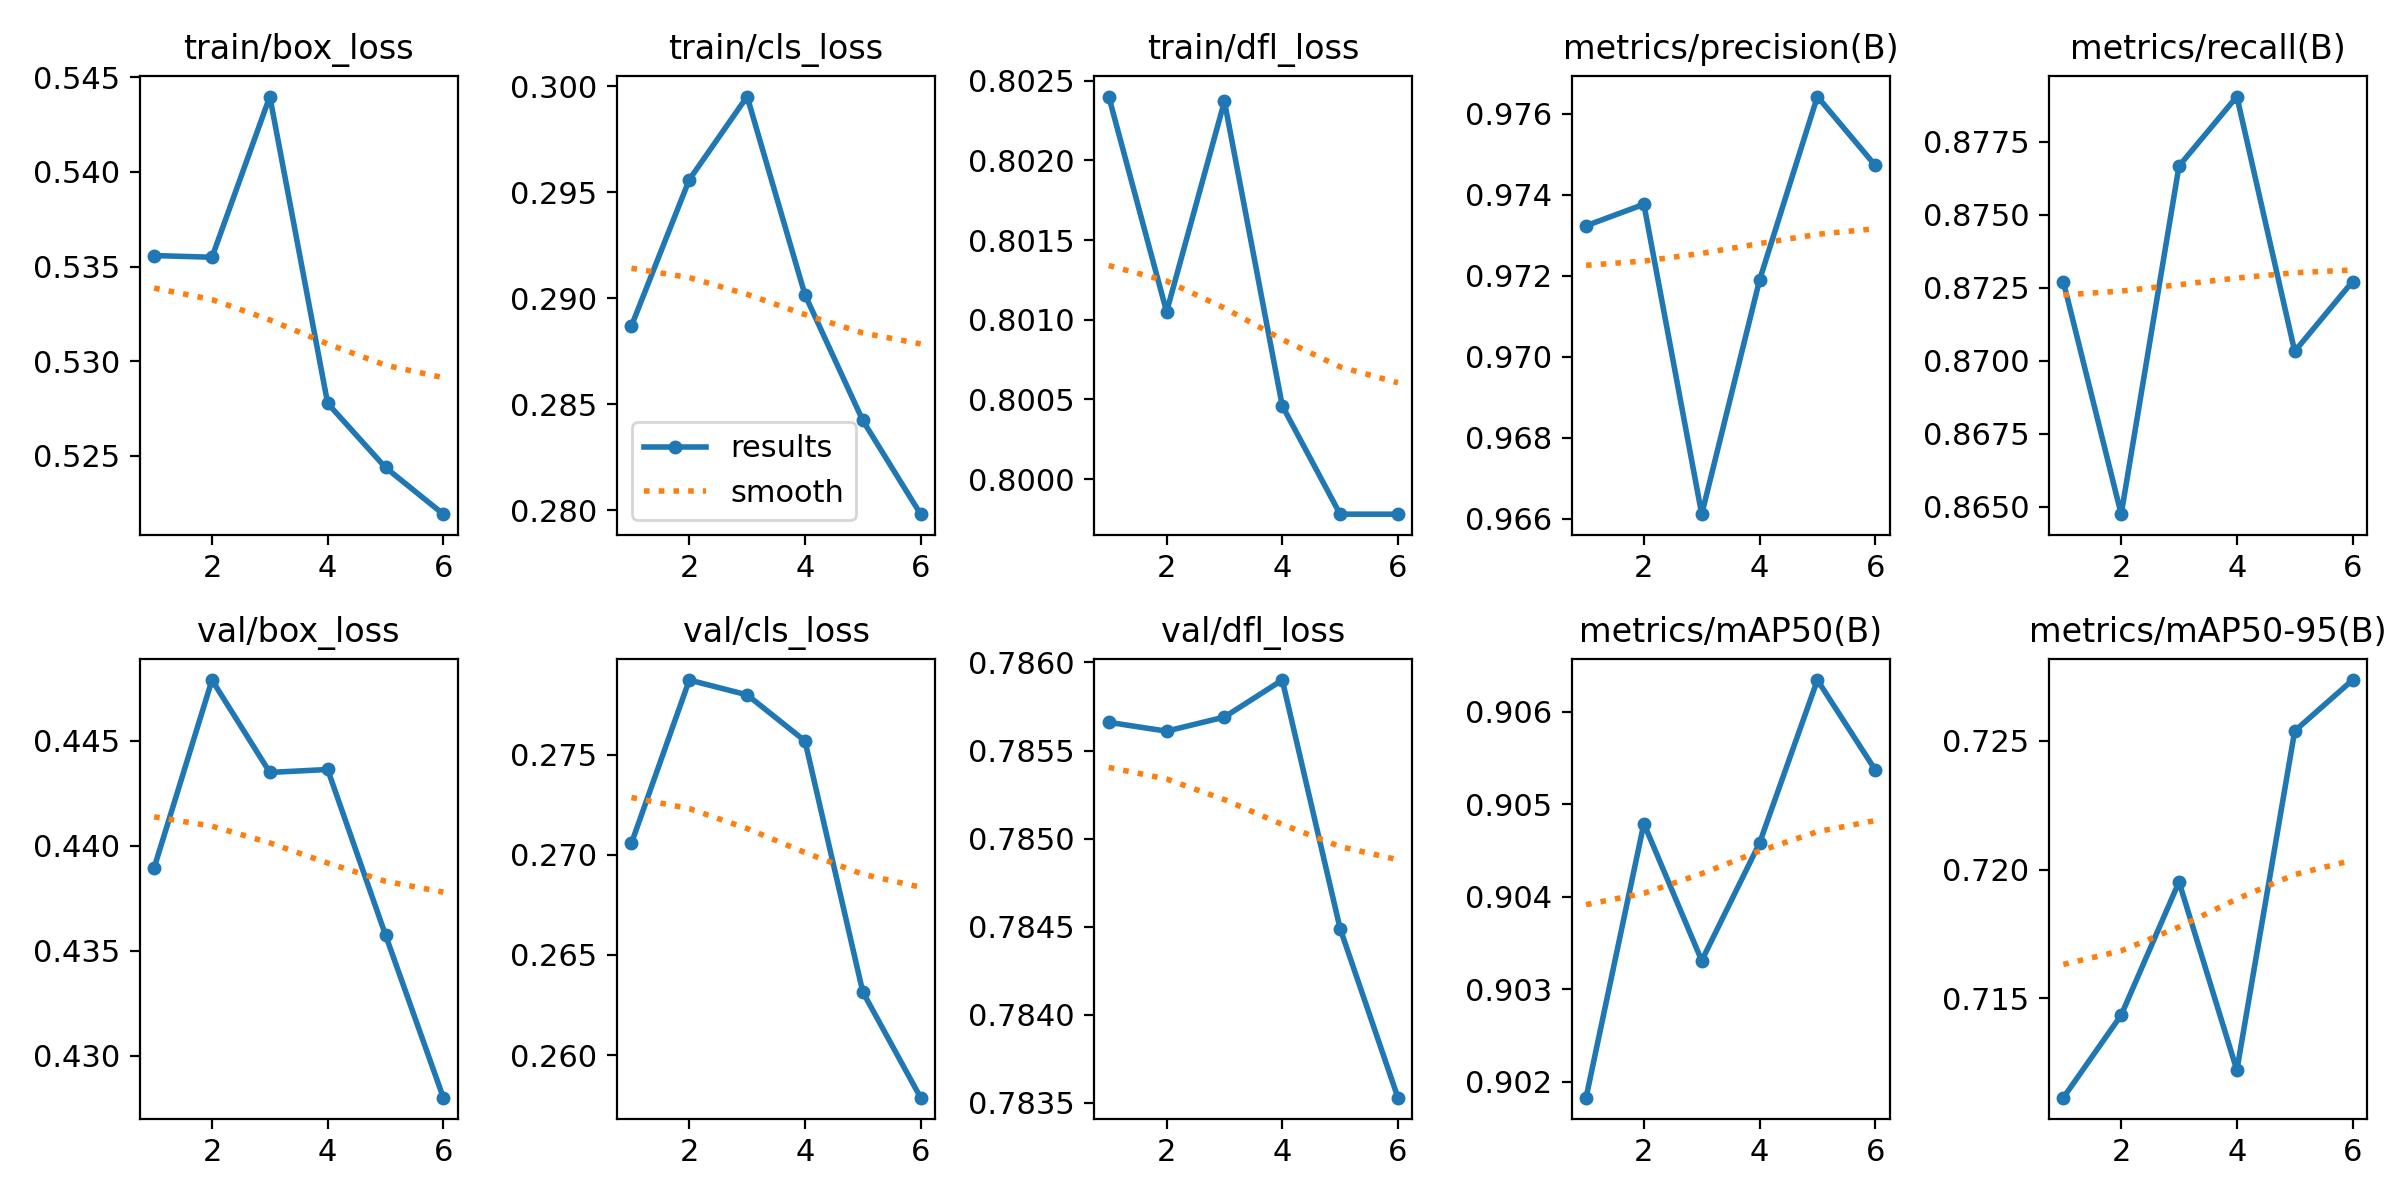 train/box_loss
0.545
0.540
0.535
0.530
0.525
2 4 6
train/cls_loss
0.300
0.295
0.290
0.285
0.280
results
smooth
2 4 6
train/dfl_loss
0.8025
0.8020
0.8015
0.8010
0.8005
0.8000
2 4 6
metrics/precision(B)
0.976
0.974
0.972
0.970
0.968
0.966
2 4 6
metrics/recall(B)
0.8775
0.8750
0.8725
0.8700
0.8675
0.8650
2 4 6
val/box_loss
0.445
0.440
0.435
0.430
2 4 6
val/cls_loss
0.275
0.270
0.265
0.260
2 4 6
val/dfl_loss
0.7860
0.7855
0.7850
0.7845
0.7840
0.7835
2 4 6
metrics/mAP50(B)
0.906
0.905
0.904
0.903
0.902
2 4 6
metrics/mAP50-95(B)
0.725
0.720
0.715
2 4 6